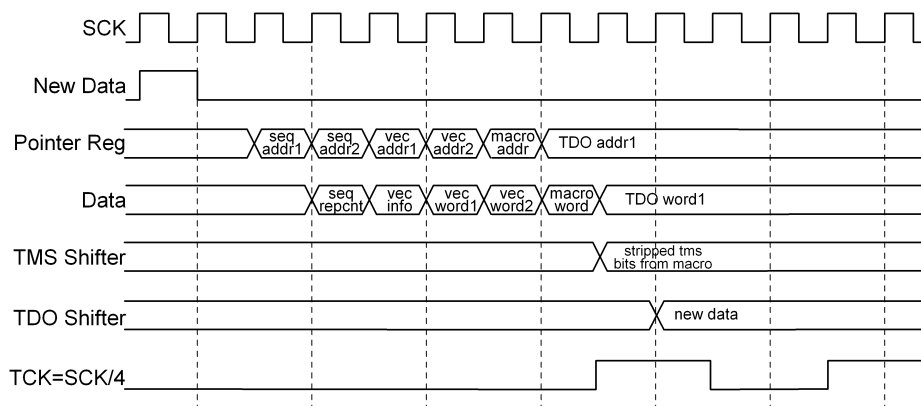 SCK
New Data
Pointer Reg
seq addr1
seq addr2
vec addr1
vec addr2
macro addr
TDO addr1
Data
seq repcnt
vec info
vec word1
vec word2
macro word
TDO word1
TMS Shifter
stripped tms
bits from macro
TDO Shifter
new data
TCK=SCK/4